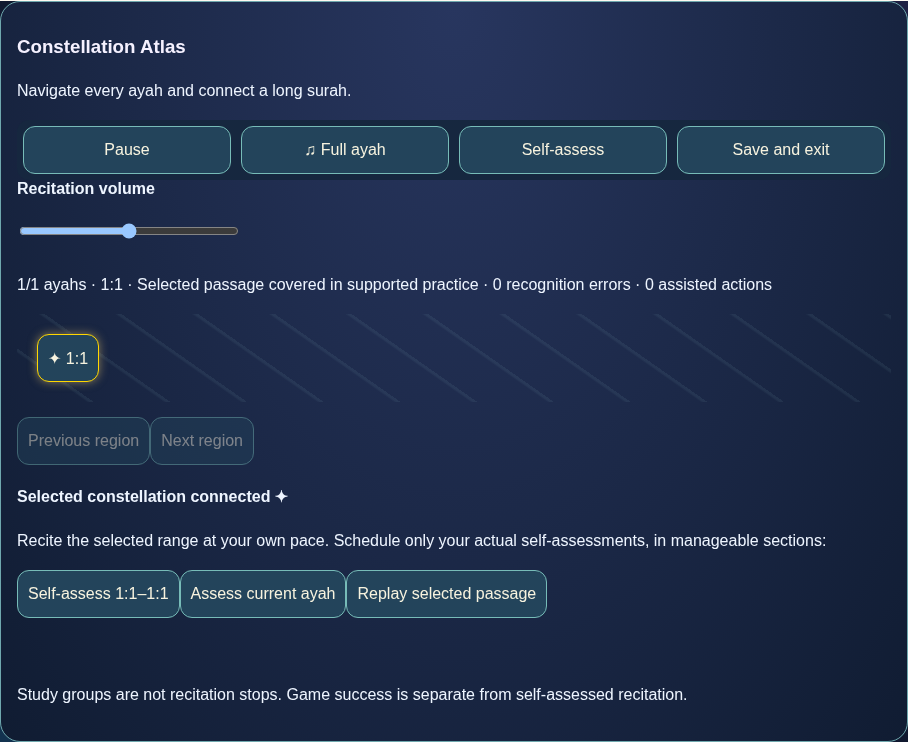 Constellation Atlas
Navigate every ayah and connect a long surah.
Pause
♫ Full ayah
Self-assess
Save and exit
Recitation volume
1/1 ayahs · 1:1 · Selected passage covered in supported practice · 0 recognition errors · 0 assisted actions
✦ 1:1
Previous region
Next region
Selected constellation connected ✦
Recite the selected range at your own pace. Schedule only your actual self-assessments, in manageable sections:
Self-assess 1:1–1:1
Assess current ayah
Replay selected passage
Study groups are not recitation stops. Game success is separate from self-assessed recitation.